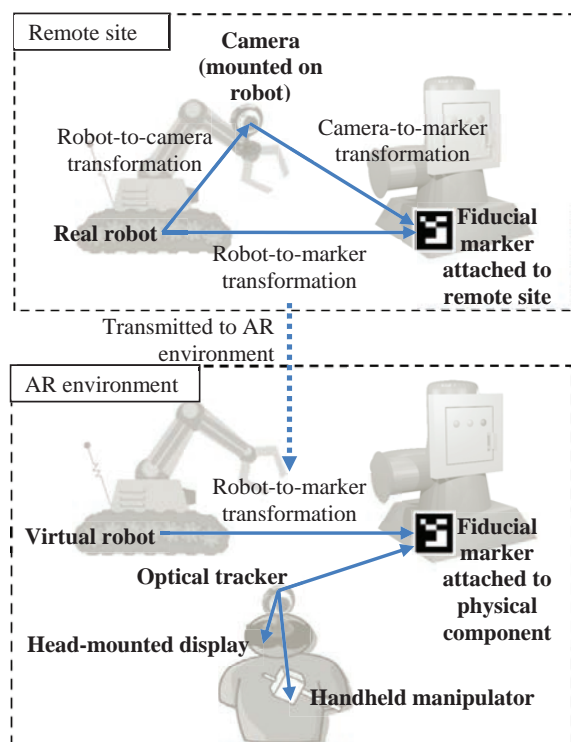 Remote site
Camera
(mounted on
robot)
Robot-to-camera
transformation
Camera-to-marker
transformation
Real robot
Robot-to-marker
transformation
Fiducial
marker
attached to
remote site
Transmitted to AR
environment
AR environment
Robot-to-marker
transformation
Virtual robot
Fiducial
marker
attached to
physical
component
Optical tracker
Head-mounted display
Handheld manipulator